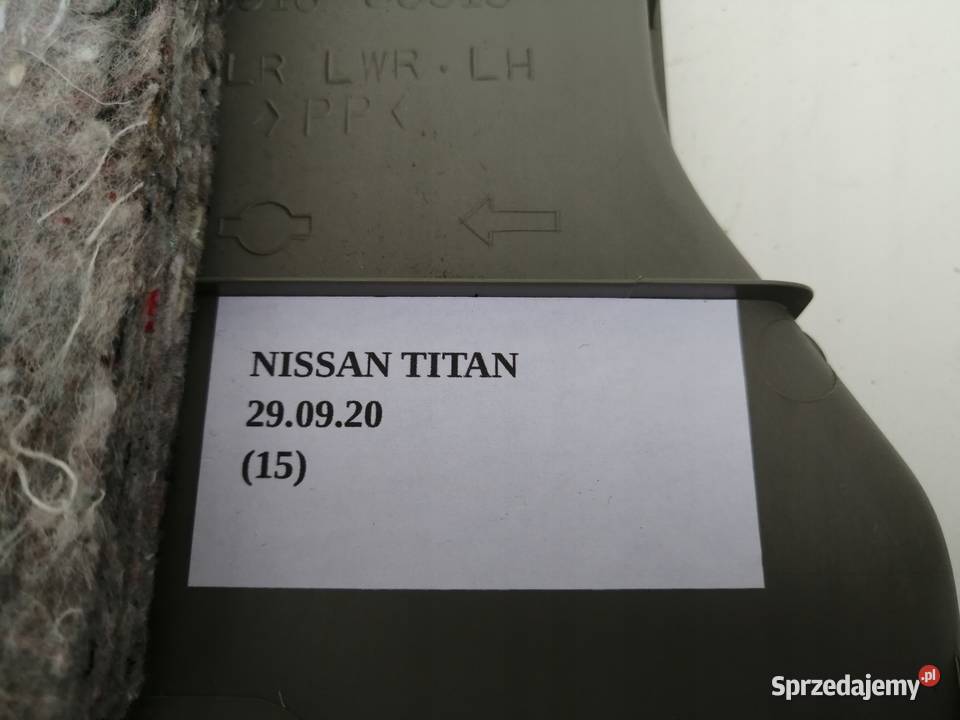 LR LWR·LH
>PP<
NISSAN TITAN
29.09.20
(15)
Sprzedajemy.pl